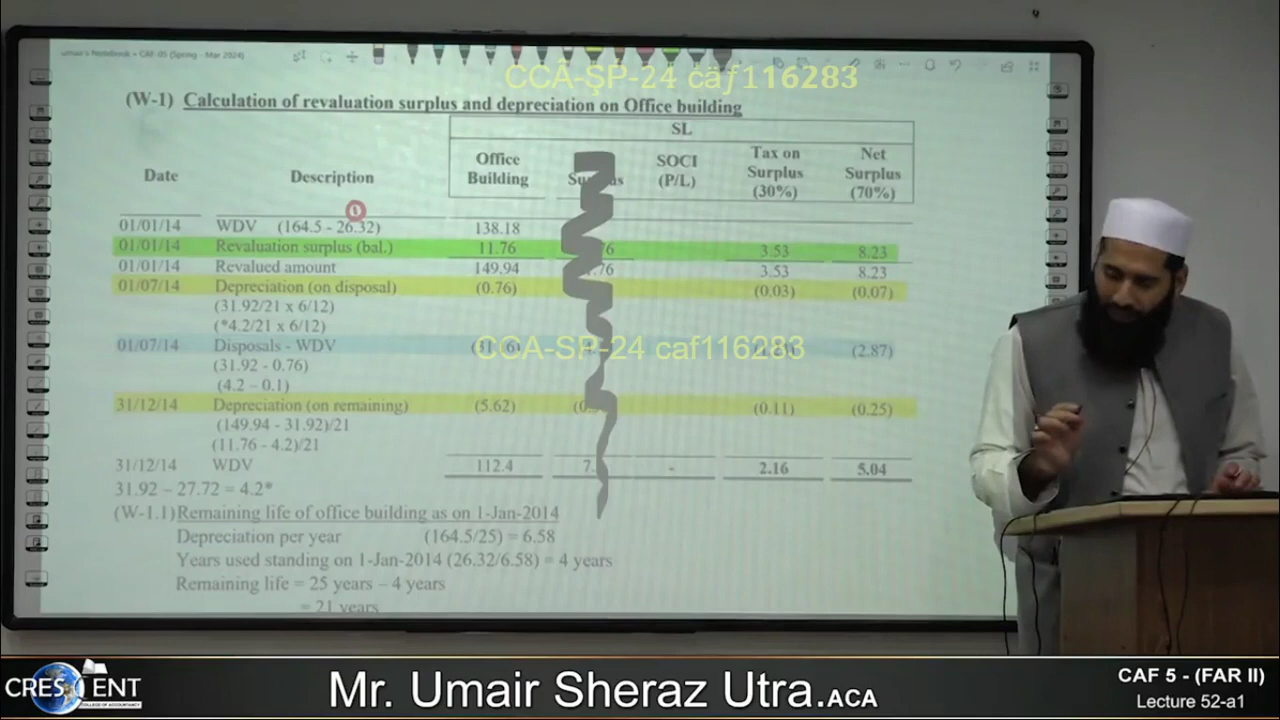 umair's Notebook - CAF-05 (Spring - Mar 2024)
CCÂ-ŞP-24 ċäƒ116283
(W-1) Calculation of revaluation surplus and depreciation on Office building
SL
Date Description Office Building SOCI (P/L) Tax on Surplus (30%) Net Surplus (70%)
01/01/14 WDV (164.5 - 26.32) 138.18
01/01/14 Revaluation surplus (bal.) 11.76 3.53 8.23
01/01/14 Revalued amount 149.94 3.53 8.23
01/07/14 Depreciation (on disposal) (0.76) (0.03) (0.07)
(31.92/21 x 6/12)
(*4.2/21 x 6/12)
01/07/14 Disposals - WDV (2.87)
CCA-SP-24 caf116283
(31.92 - 0.76)
(4.2 – 0.1)
31/12/14 Depreciation (on remaining) (5.62) (0.11) (0.25)
(149.94 - 31.92)/21
(11.76 - 4.2)/21
31/12/14 WDV 112.4 - 2.16 5.04
31.92 – 27.72 = 4.2*
(W-1.1) Remaining life of office building as on 1-Jan-2014
Depreciation per year (164.5/25) = 6.58
Years used standing on 1-Jan-2014 (26.32/6.58) = 4 years
Remaining life = 25 years – 4 years
= 21 years
CRESCENT
COLLEGE OF ACCOUNTANCY
Mr. Umair Sheraz Utra.ACA
CAF 5 - (FAR II)
Lecture 52-a1